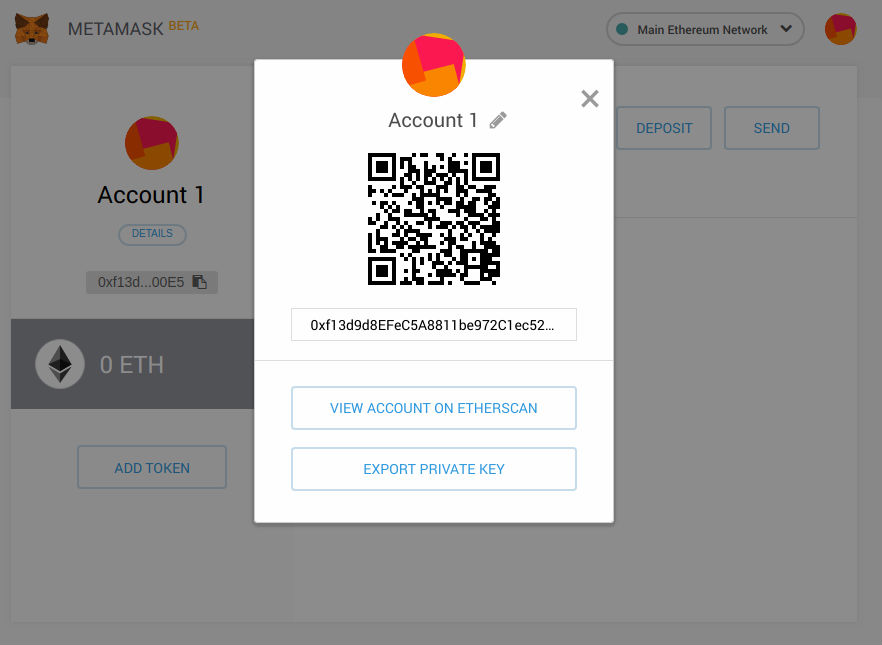 METAMASK BETA
Main Ethereum Network
Account 1
DETAILS
0xf13d...00E5
0 ETH
ADD TOKEN
Account 1
0xf13d9d8EFeC5A8811be972C1ec52...
VIEW ACCOUNT ON ETHERSCAN
EXPORT PRIVATE KEY
DEPOSIT
SEND